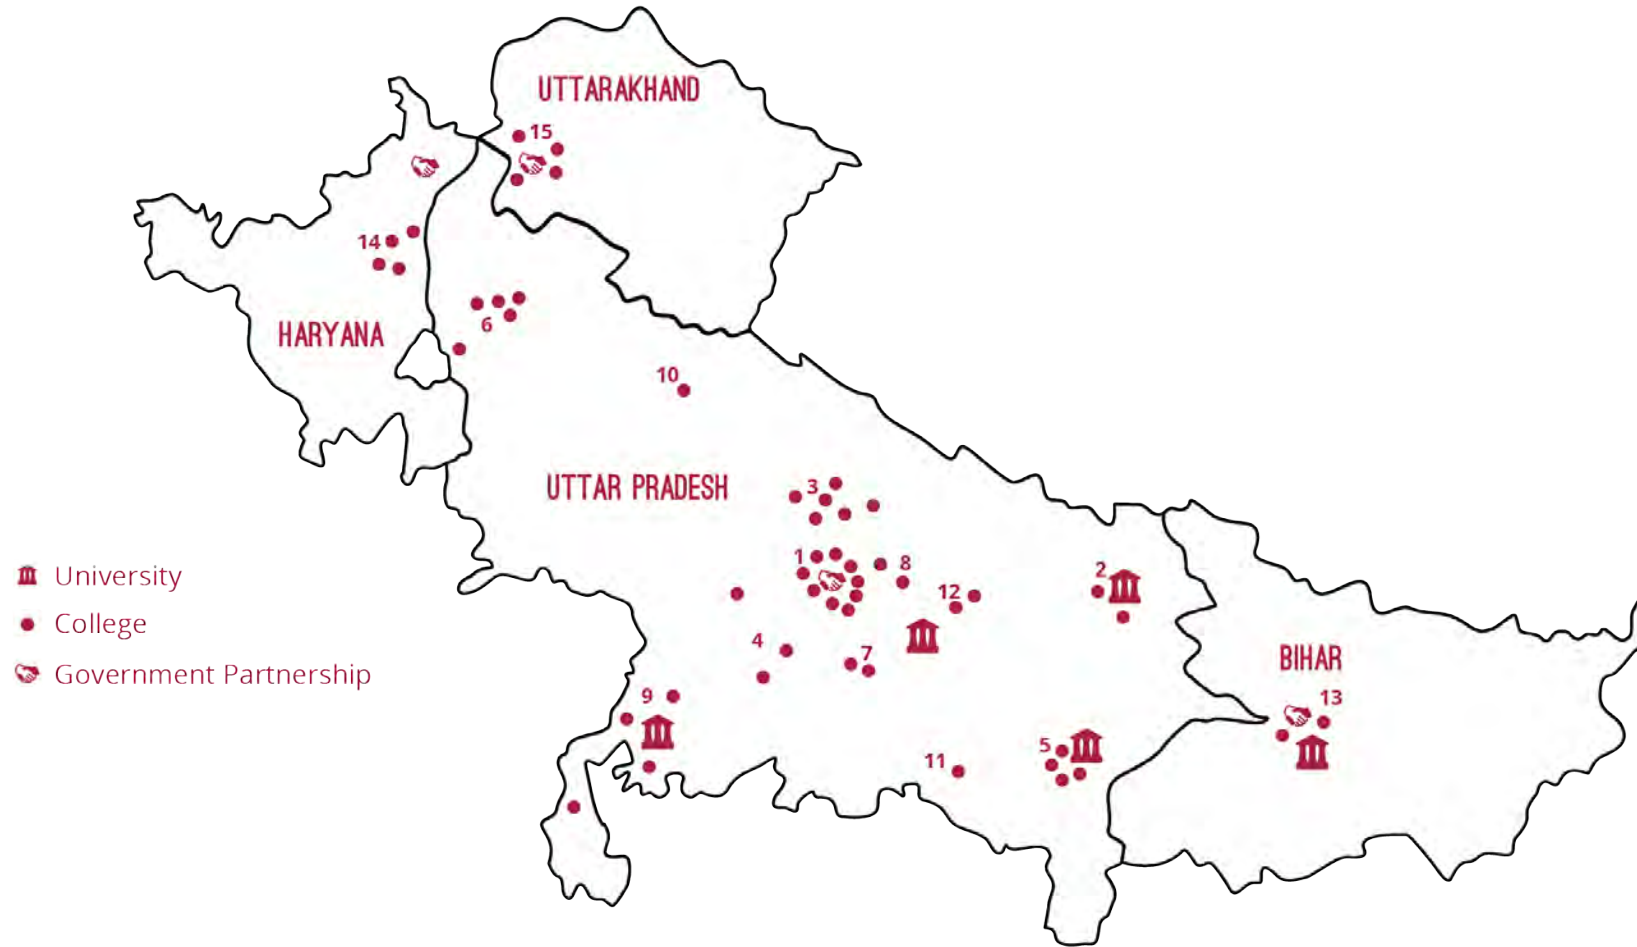 UTTARAKHAND
15
14
HARYANA
6
10
UTTAR PRADESH
3
1
8
2
12
4
7
BIHAR
9
13
5
11
University
College
Government Partnership